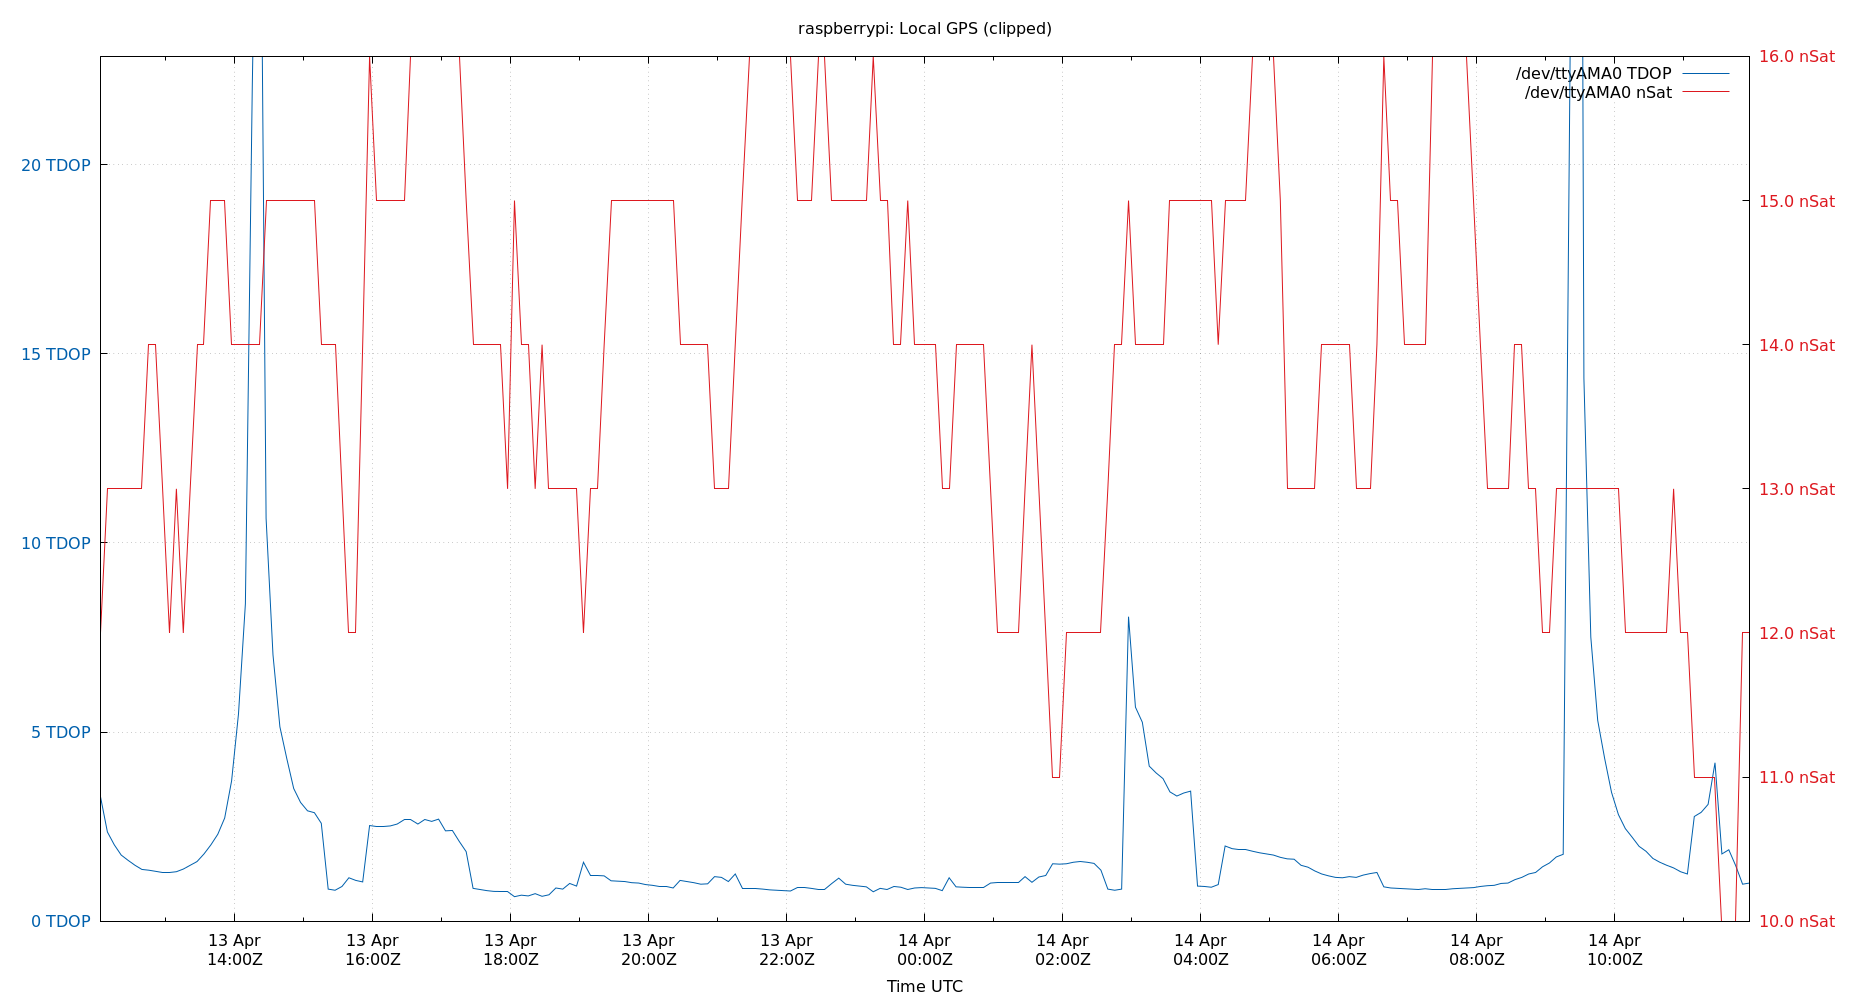 raspberrypi: Local GPS (clipped)
/dev/ttyAMA0 TDOP
/dev/ttyAMA0 nSat
20 TDOP
15 TDOP
10 TDOP
5 TDOP
0 TDOP
16.0 nSat
15.0 nSat
14.0 nSat
13.0 nSat
12.0 nSat
11.0 nSat
10.0 nSat
13 Apr
14:00Z
13 Apr
16:00Z
13 Apr
18:00Z
13 Apr
20:00Z
13 Apr
22:00Z
14 Apr
00:00Z
14 Apr
02:00Z
14 Apr
04:00Z
14 Apr
06:00Z
14 Apr
08:00Z
14 Apr
10:00Z
Time UTC